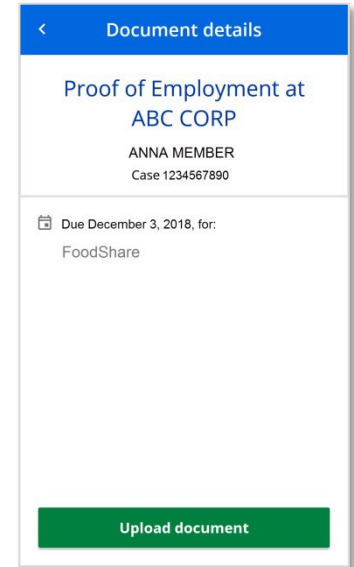 Document details
Proof of Employment at
ABC CORP
ANNA MEMBER
Case 1234567890
Due December 3, 2018, for:
FoodShare
Upload document